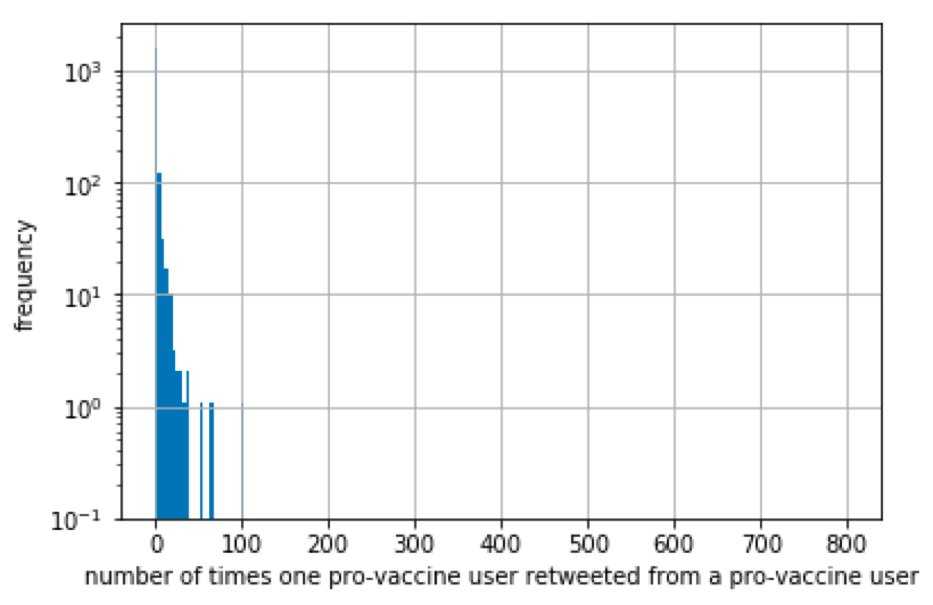 frequency
10³
10²
10¹
10⁰
10⁻¹
0 100 200 300 400 500 600 700 800
number of times one pro-vaccine user retweeted from a pro-vaccine user